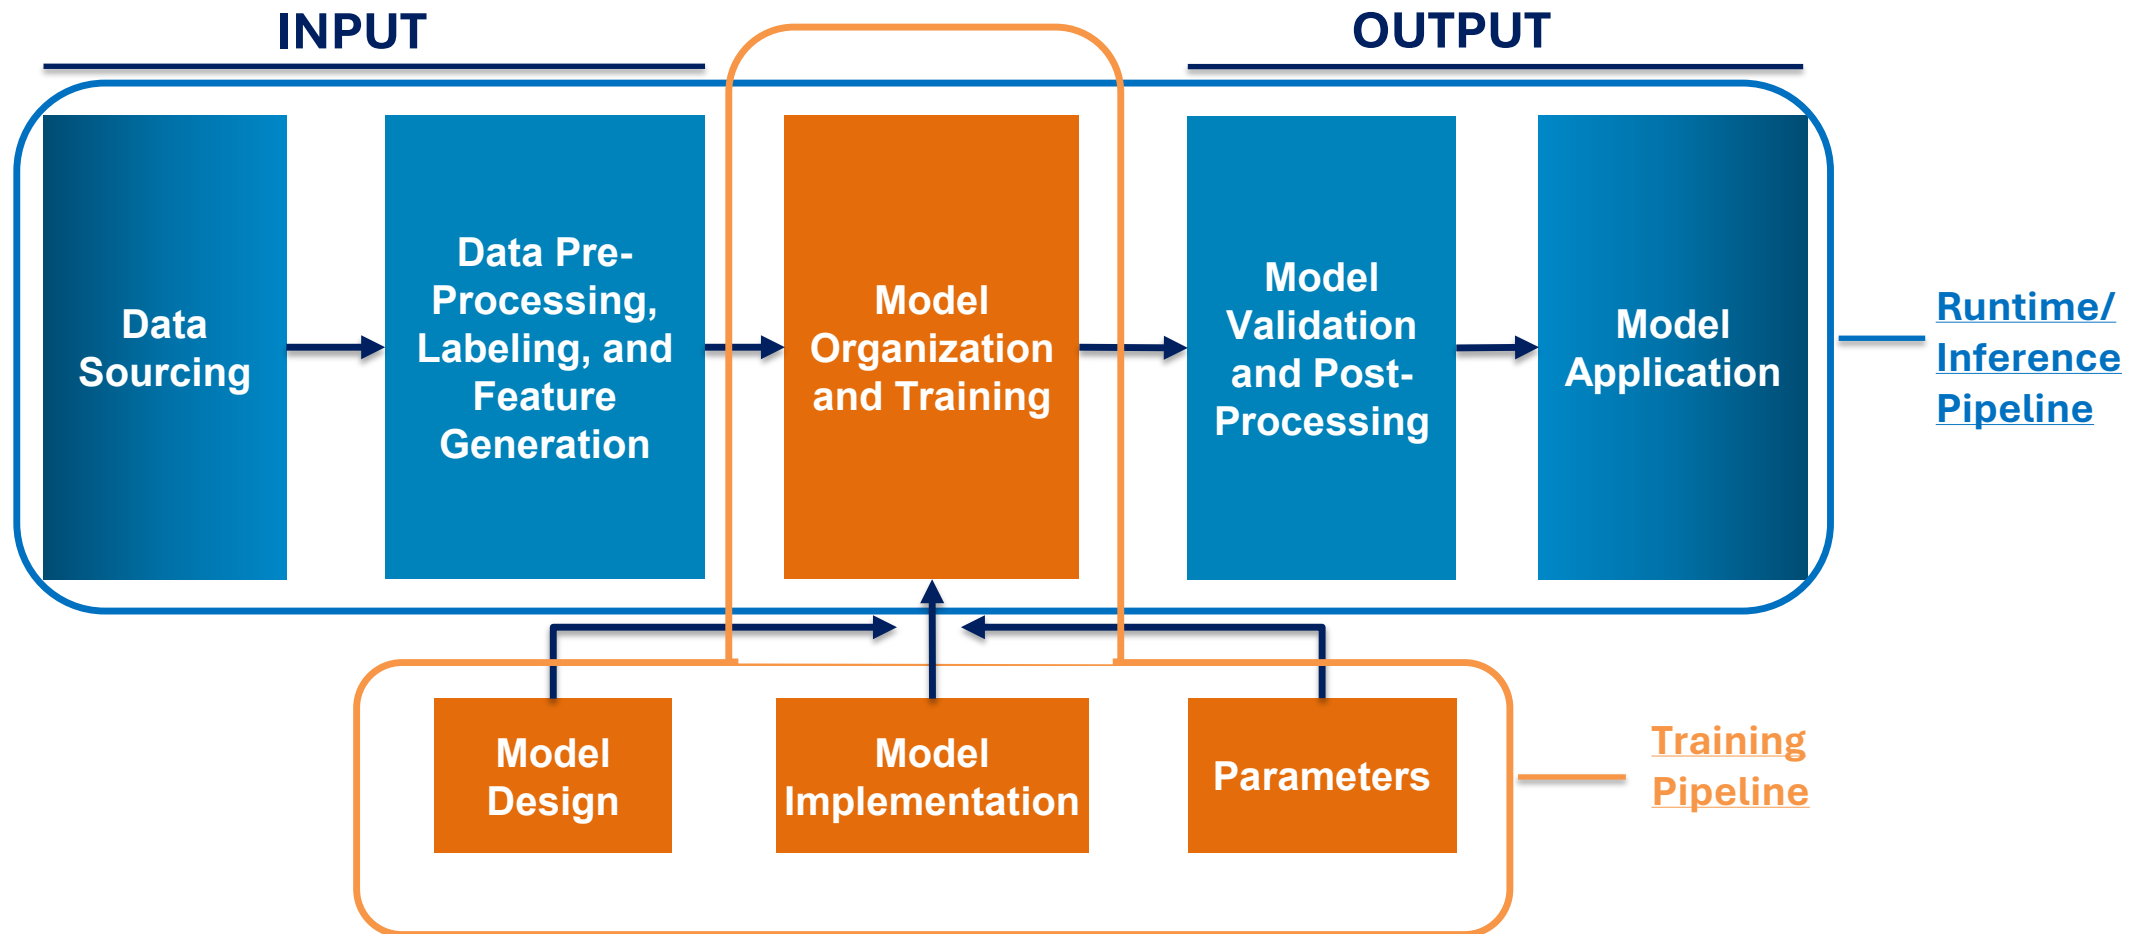 INPUT
OUTPUT
Data
Sourcing
Data Pre-
Processing,
Labeling, and
Feature
Generation
Model
Organization
and Training
Model
Validation
and Post-
Processing
Model
Application
Runtime/
Inference
Pipeline
Model
Design
Model
Implementation
Parameters
Training
Pipeline